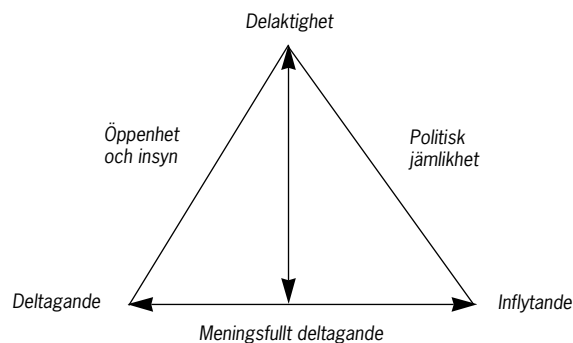 Delaktighet
Öppenhet
och insyn
Politisk
jämlikhet
Deltagande
Inflytande
Meningsfullt deltagande